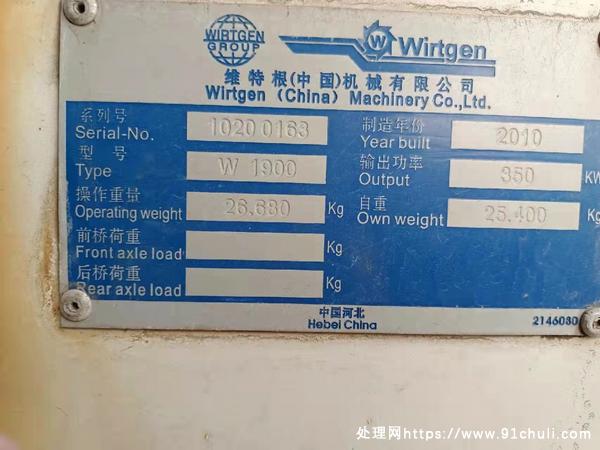 WIRTGEN
GROUP
W Wirtgen
维特根(中国)机械有限公司
Wirtgen (China) Machinery Co.,Ltd.
系列号 制造年份
Serial-No. 1020 0163 Year built 2010
型号 输出功率
Type W 1900 Output 350 KW
操作重量 自重
Operating weight 26.680 Kg Own weight 25.400 Kg
前桥荷重
Front axle load Kg
后桥荷重
Rear axle load Kg
中国河北
Hebei China
2146080
处理网https://www.91chuli.com